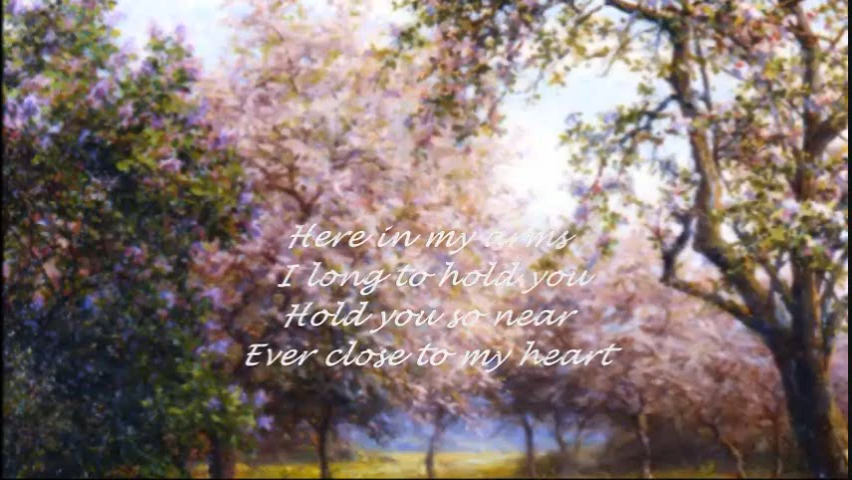 Here in my arms
I long to hold you
Hold you so near
Ever close to my heart